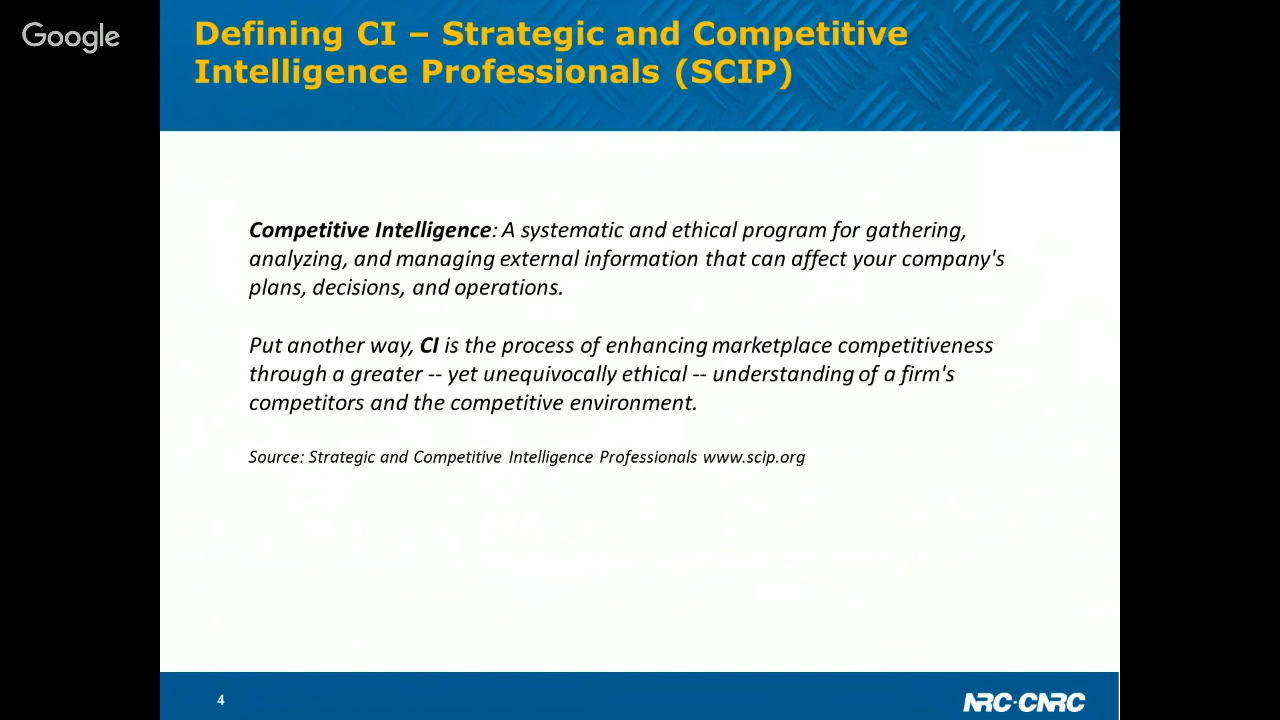 Google
Defining CI – Strategic and Competitive
Intelligence Professionals (SCIP)
Competitive Intelligence: A systematic and ethical program for gathering,
analyzing, and managing external information that can affect your company's
plans, decisions, and operations.
Put another way, CI is the process of enhancing marketplace competitiveness
through a greater -- yet unequivocally ethical -- understanding of a firm's
competitors and the competitive environment.
Source: Strategic and Competitive Intelligence Professionals www.scip.org
4
NRC·CNRC